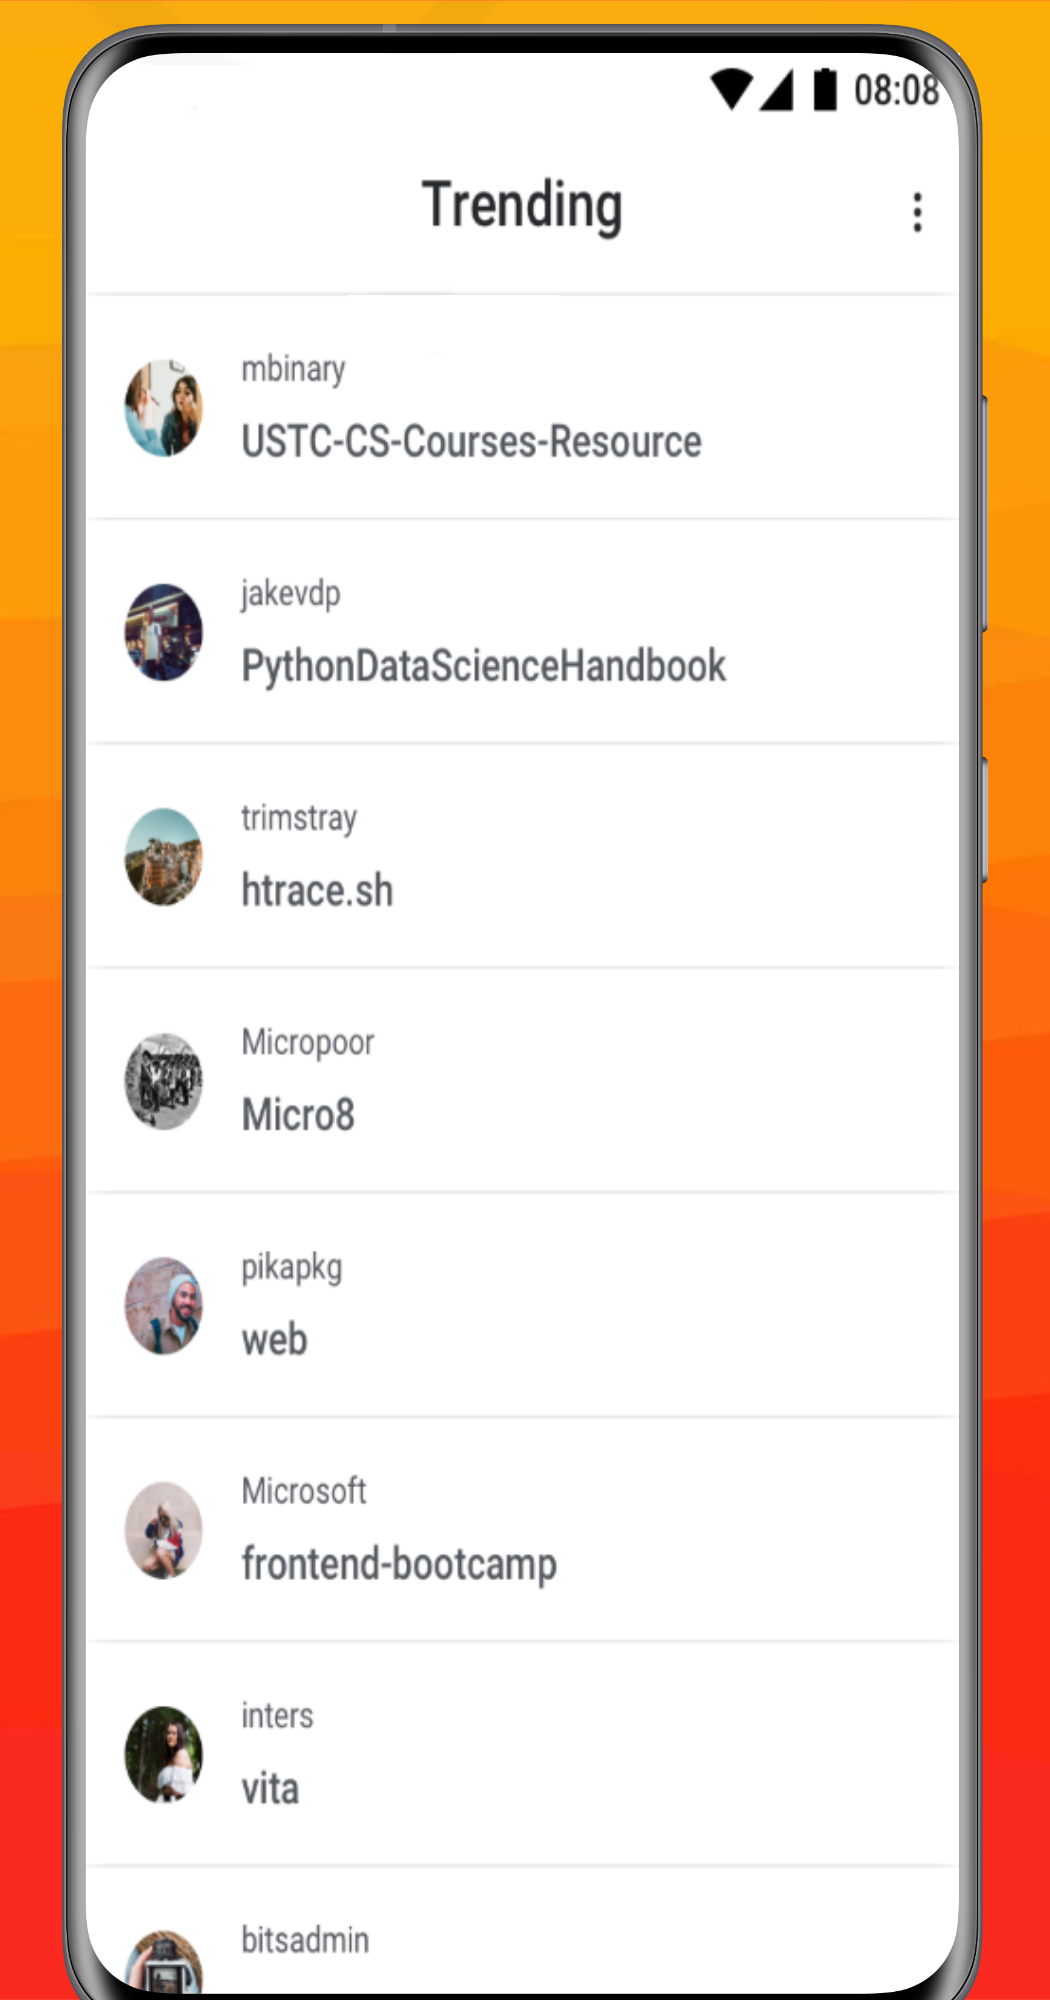 08:08
Trending
mbinary
USTC-CS-Courses-Resource
jakevdp
PythonDataScienceHandbook
trimstray
htrace.sh
Micropoor
Micro8
pikapkg
web
Microsoft
frontend-bootcamp
inters
vita
bitsadmin